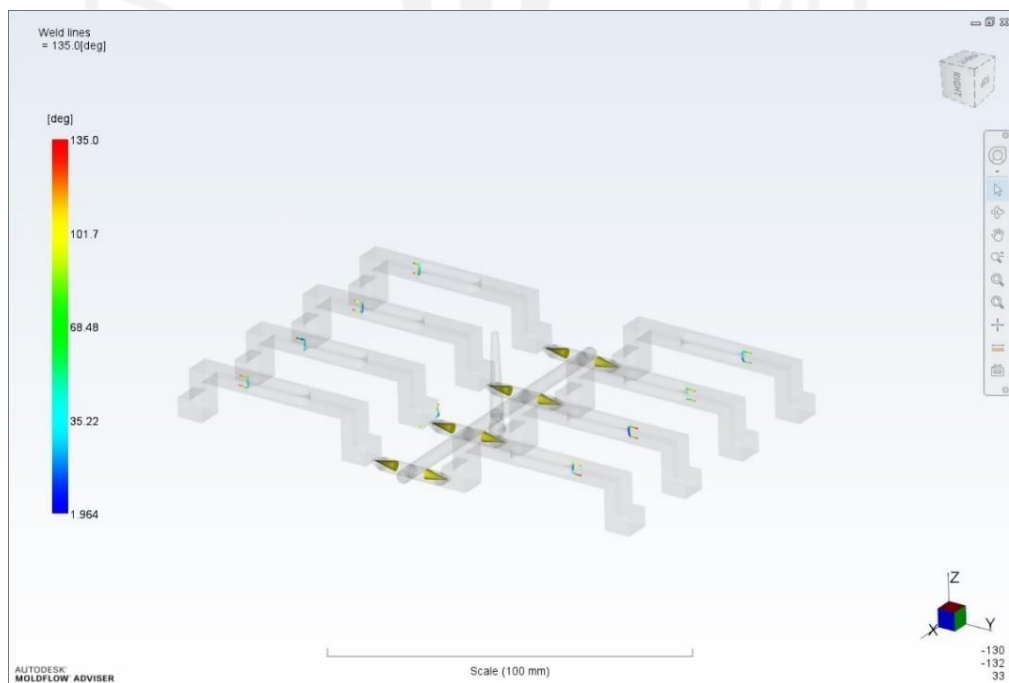 Weld lines
= 135.0[deg]
[deg]
135.0
101.7
68.48
35.22
1.964
RIGHT
Z
X
Y
Scale (100 mm)
-130
-132
33
AUTODESK®
MOLDFLOW® ADVISER